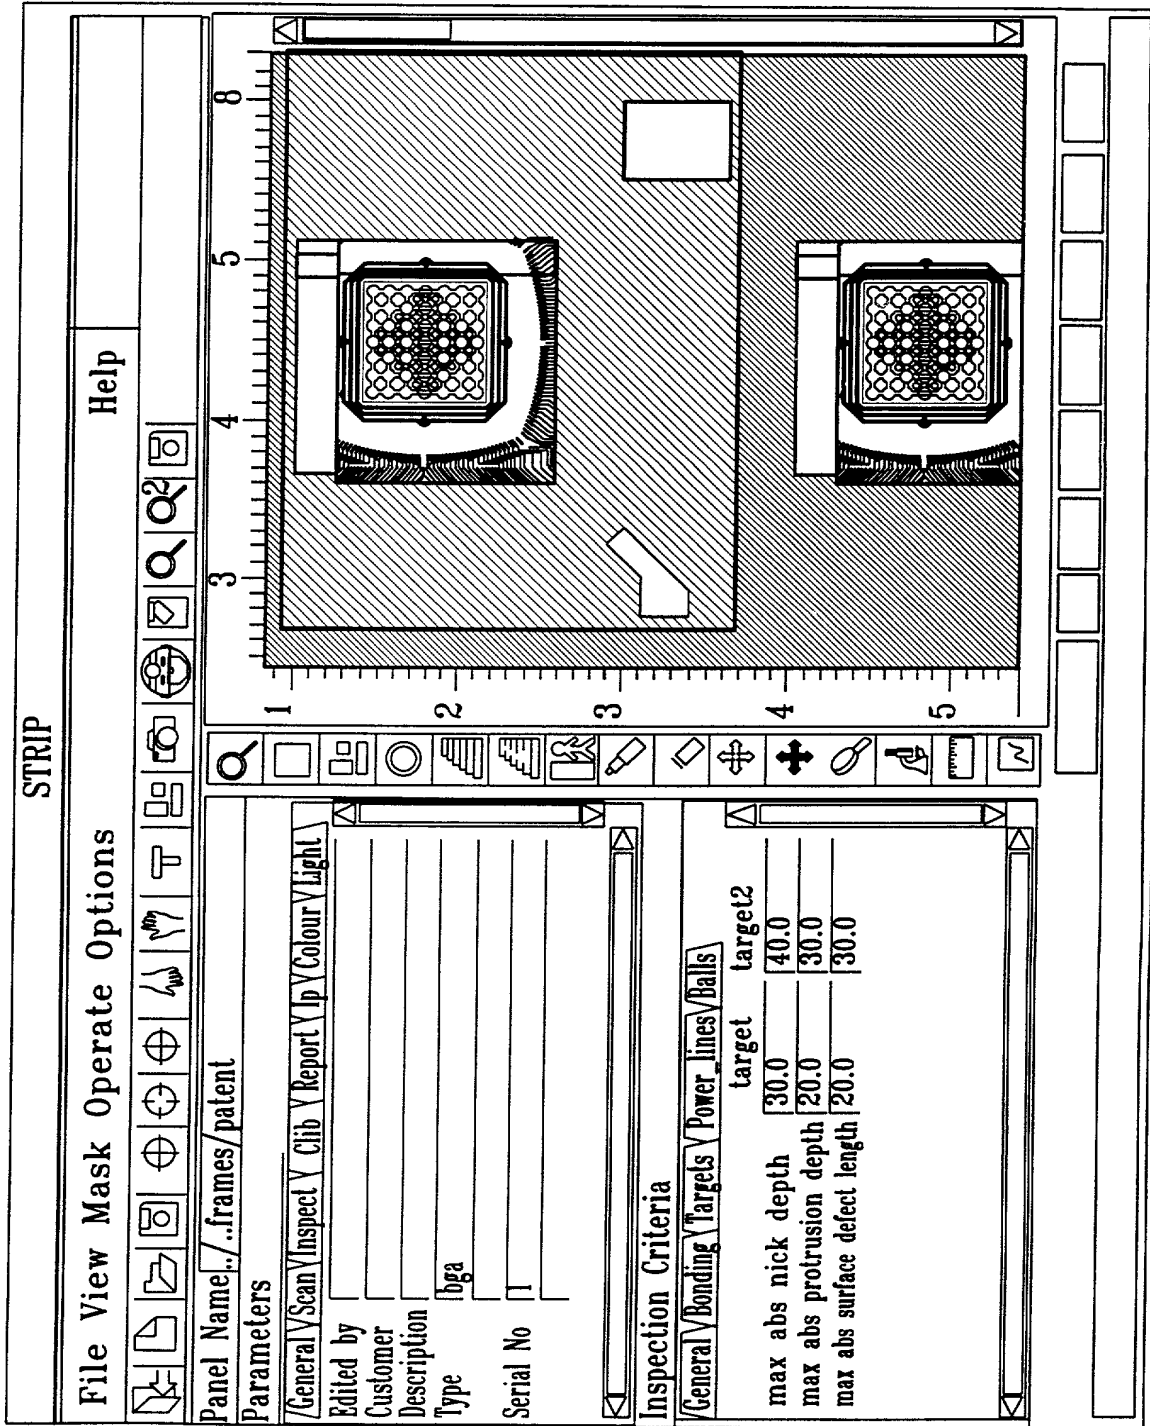 STRIP
File View Mask Operate Options Help
2
Panel Name ../..frames/patent
Parameters
General Scan Inspect Clib Report Ip Colour Light
Edited by
Customer
Description
Type bga
Serial No 1
Inspection Criteria
General Bonding Targets Power_lines Balls
target target2
max abs nick depth 30.0 40.0
max abs protrusion depth 20.0 30.0
max abs surface defect length 20.0 30.0
3 4 5 8
1
2
3
4
5